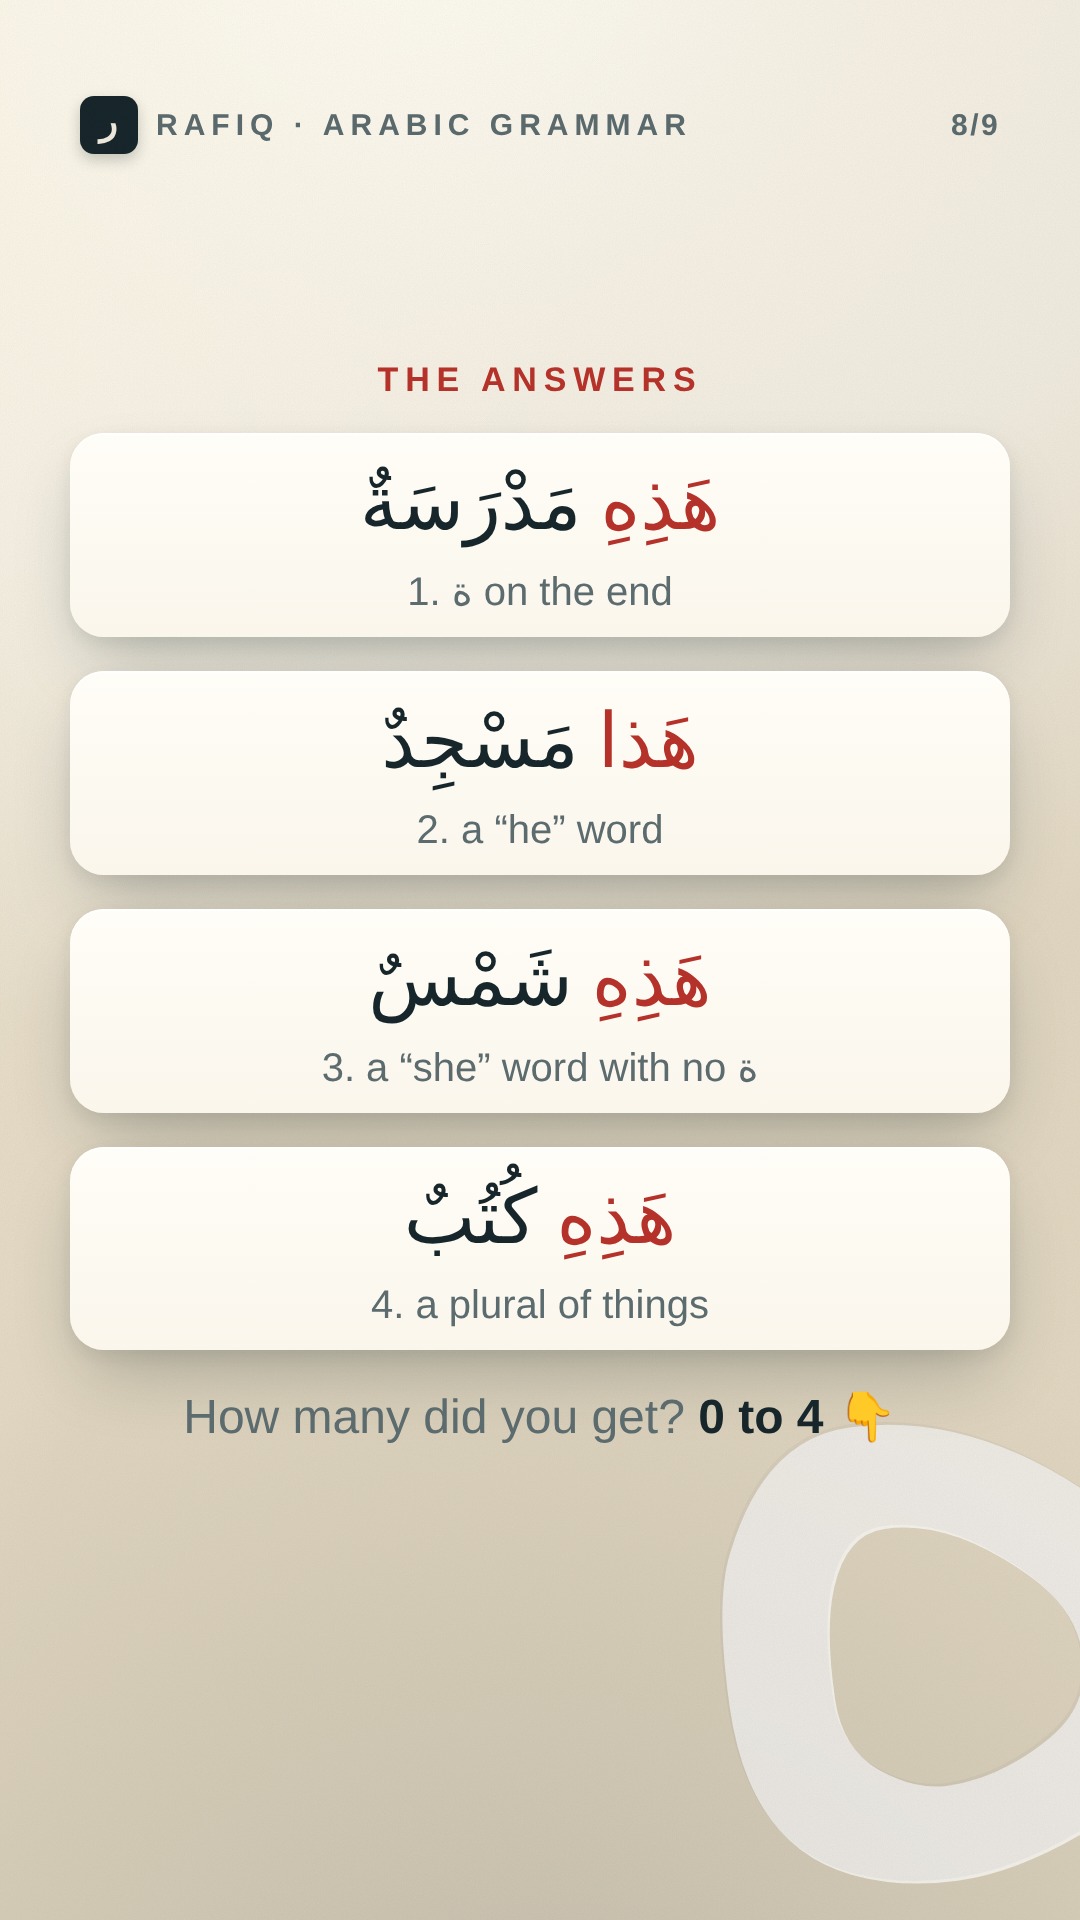 ر RAFIQ · ARABIC GRAMMAR 8/9
THE ANSWERS
هَذِهِ مَدْرَسَةٌ
1. ة on the end
هَذا مَسْجِدٌ
2. a “he” word
هَذِهِ شَمْسٌ
3. a “she” word with no ة
هَذِهِ كُتُبٌ
4. a plural of things
How many did you get? 0 to 4 👇